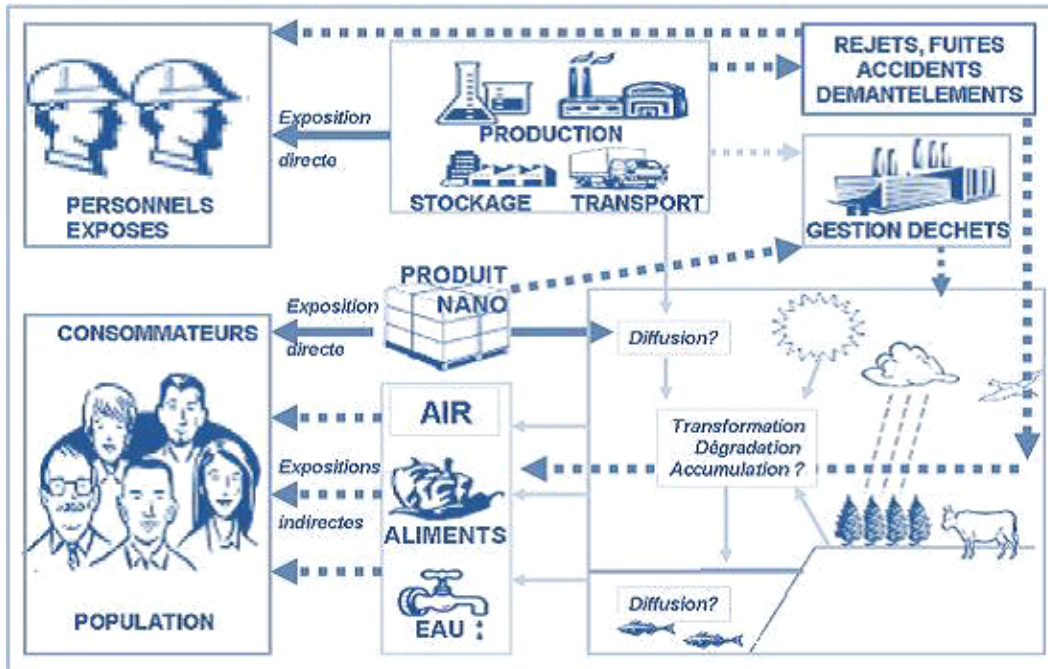 REJETS, FUITES
ACCIDENTS
DEMANTELEMENTS
Exposition
directe
PRODUCTION
STOCKAGE
TRANSPORT
PERSONNELS
EXPOSES
GESTION DECHETS
PRODUIT
NANO
Exposition
directe
CONSOMMATEURS
Diffusion?
AIR
Transformation
Dégradation
Accumulation ?
Expositions
indirectes
ALIMENTS
EAU
Diffusion?
POPULATION